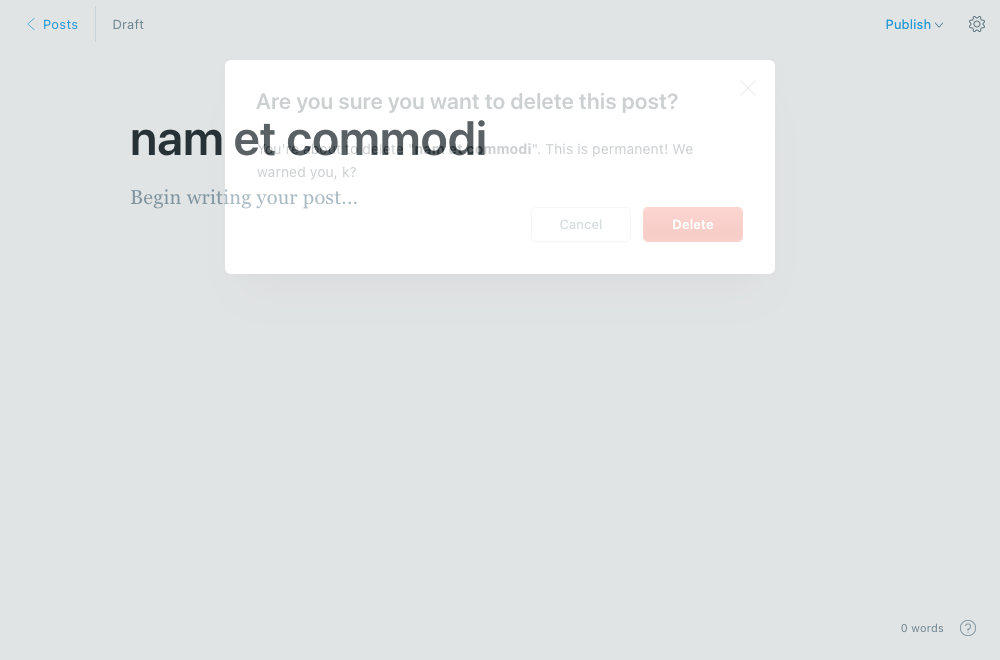 Posts
Draft
Publish
Are you sure you want to delete this post?
nam et commodi
You're about to delete "nam et commodi". This is permanent! We
warned you, k?
Begin writing your post...
Cancel
Delete
0 words
?